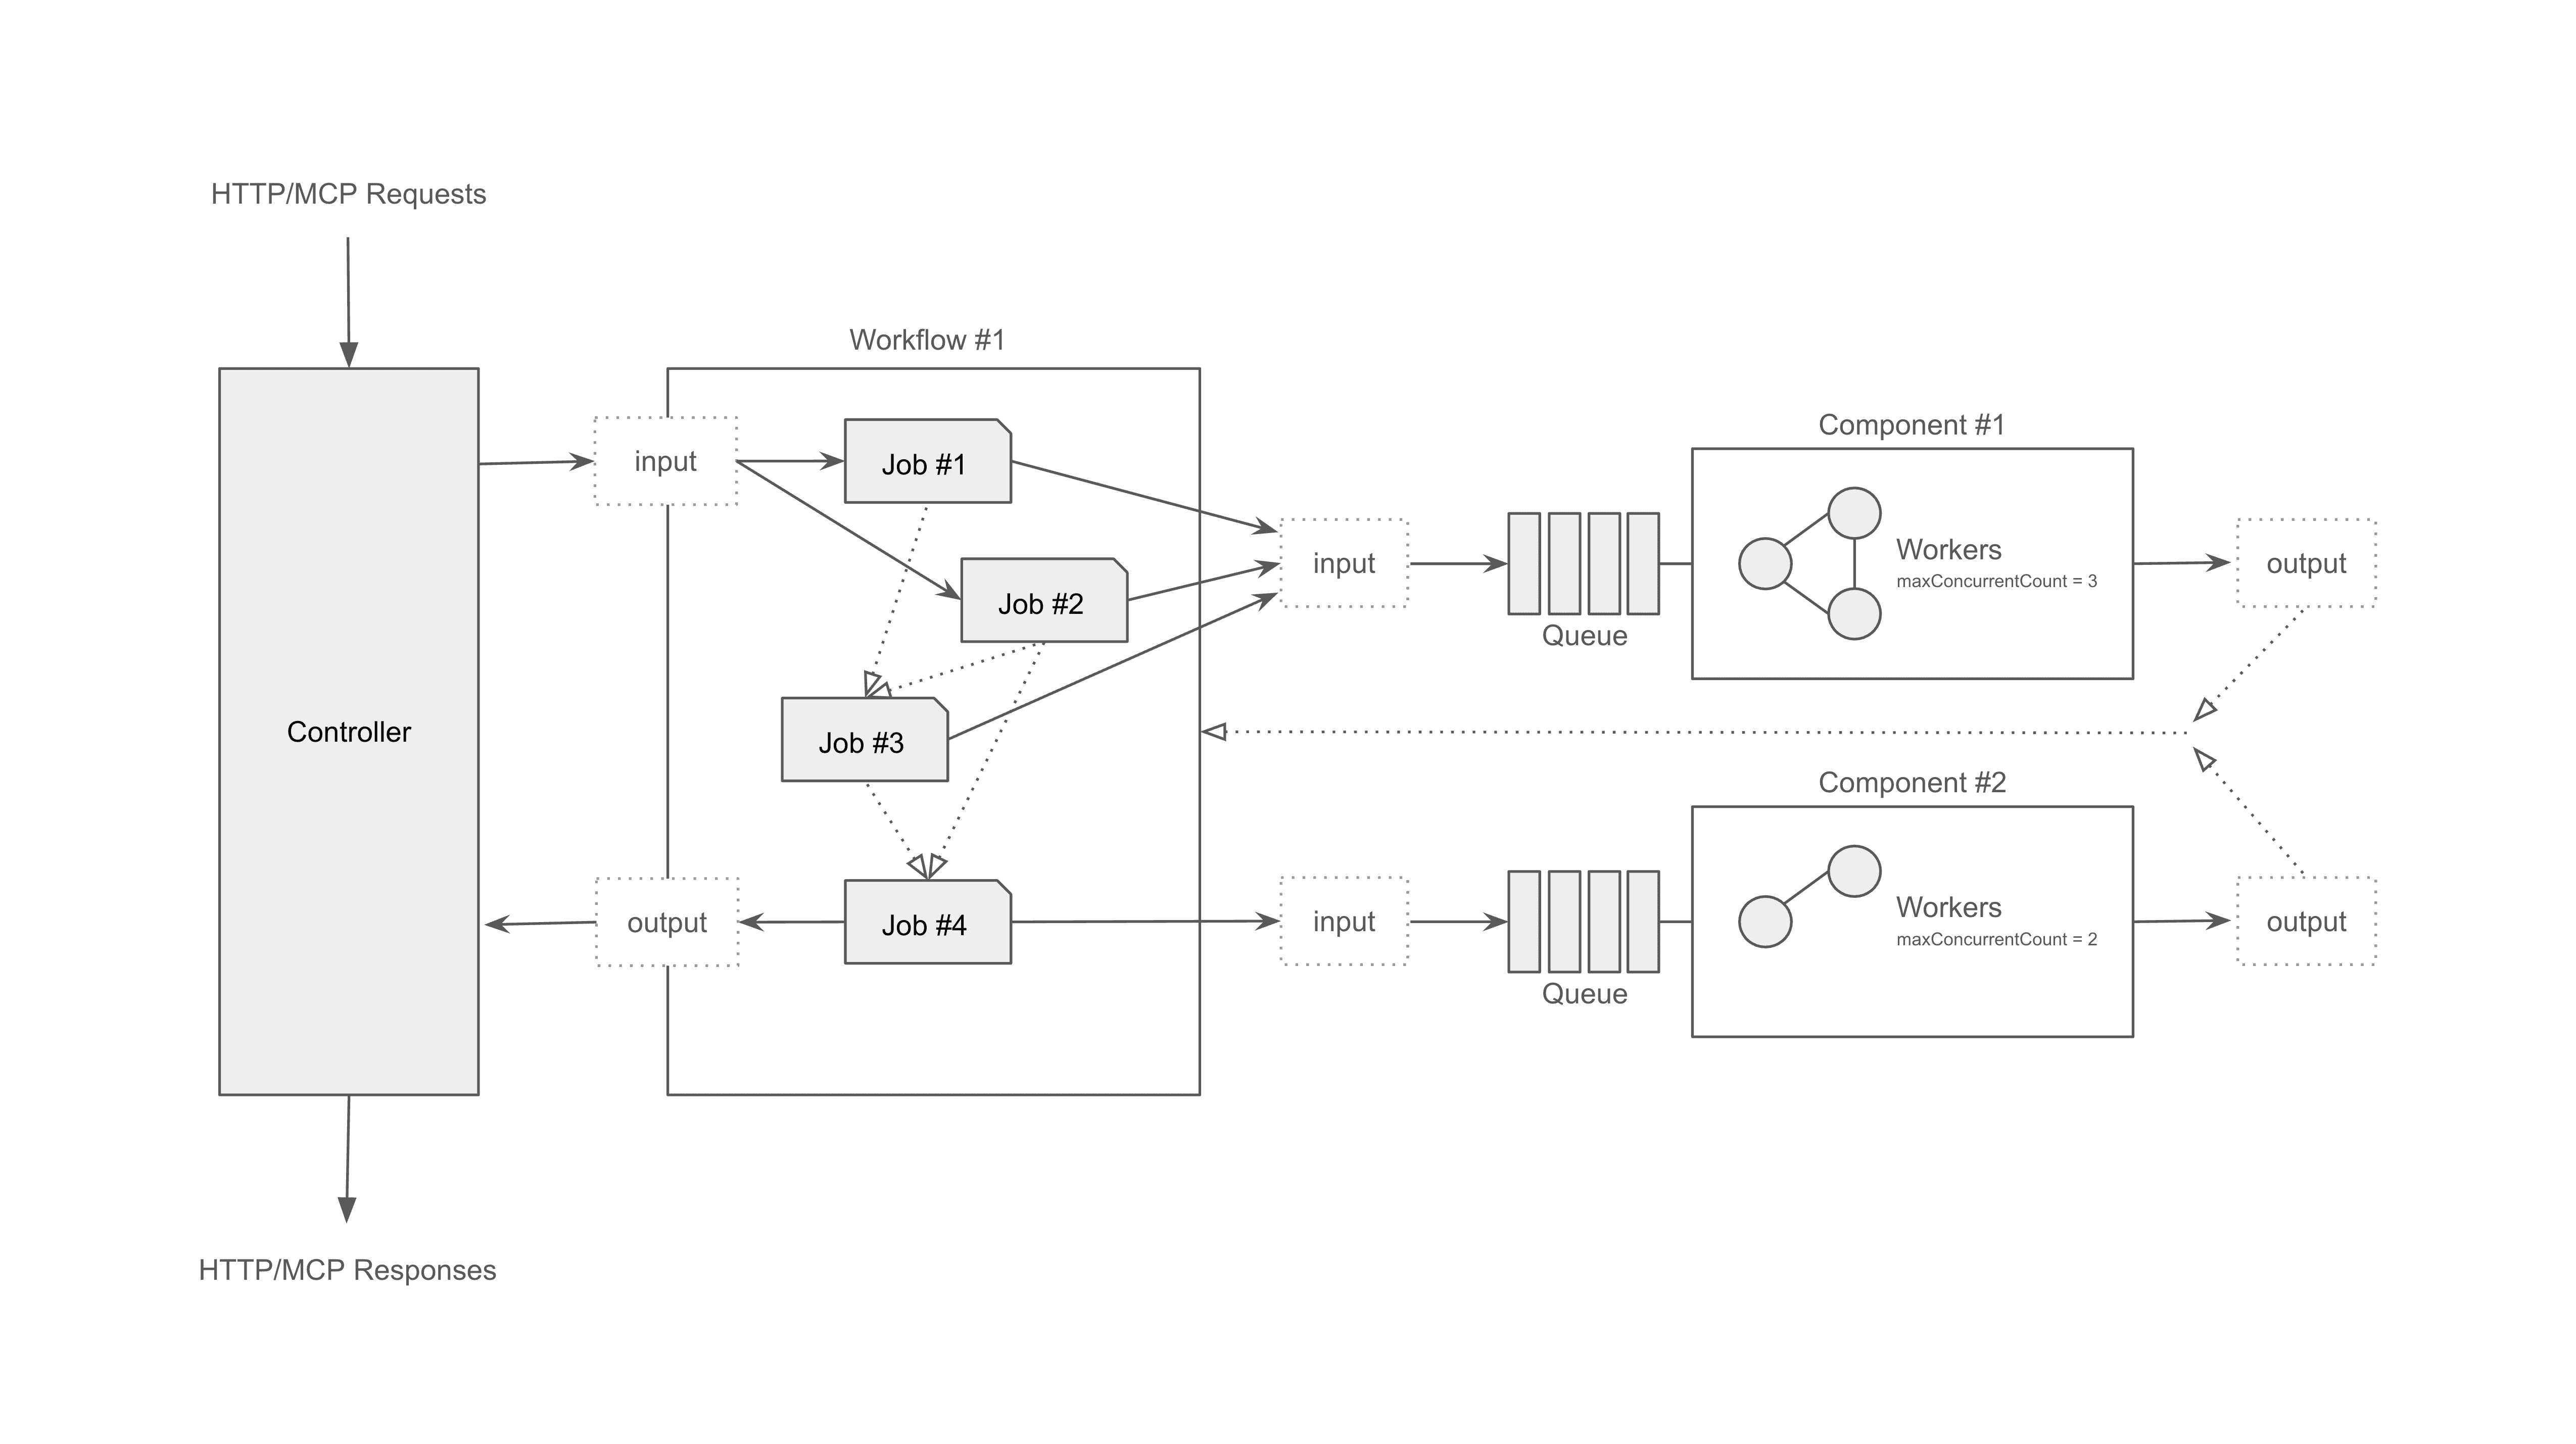 HTTP/MCP Requests
Controller
HTTP/MCP Responses
Workflow #1
input
Job #1
Job #2
Job #3
Job #4
output
input
Queue
Component #1
Workers
maxConcurrentCount = 3
output
input
Queue
Component #2
Workers
maxConcurrentCount = 2
output